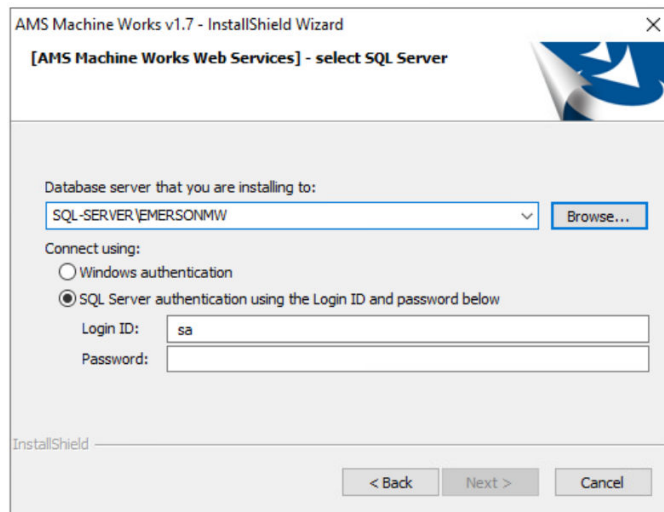 AMS Machine Works v1.7 - InstallShield Wizard
[AMS Machine Works Web Services] - select SQL Server
Database server that you are installing to:
SQL-SERVER\EMERSONMW
Browse...
Connect using:
Windows authentication
SQL Server authentication using the Login ID and password below
Login ID: sa
Password:
InstallShield
< Back Next > Cancel